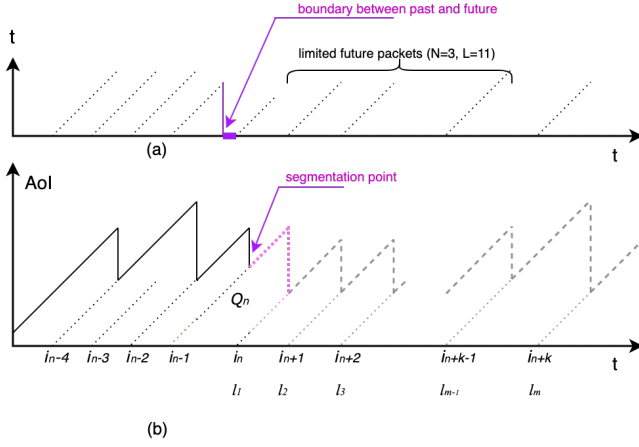 boundary between past and future
t
limited future packets (N=3, L=11)
(a)
t
AoI
segmentation point
Qn
in-4 in-3 in-2 in-1 in in+1 in+2 in+k-1 in+k
t
l1 l2 l3 lm-1 lm
(b)